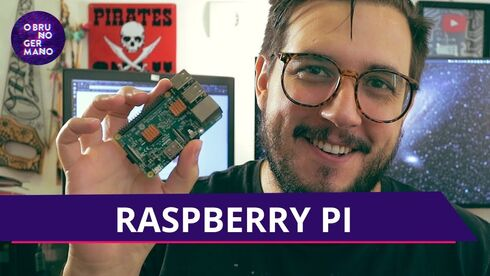 O BRU
NO GER
MANO
PIRATES
RASPBERRY PI